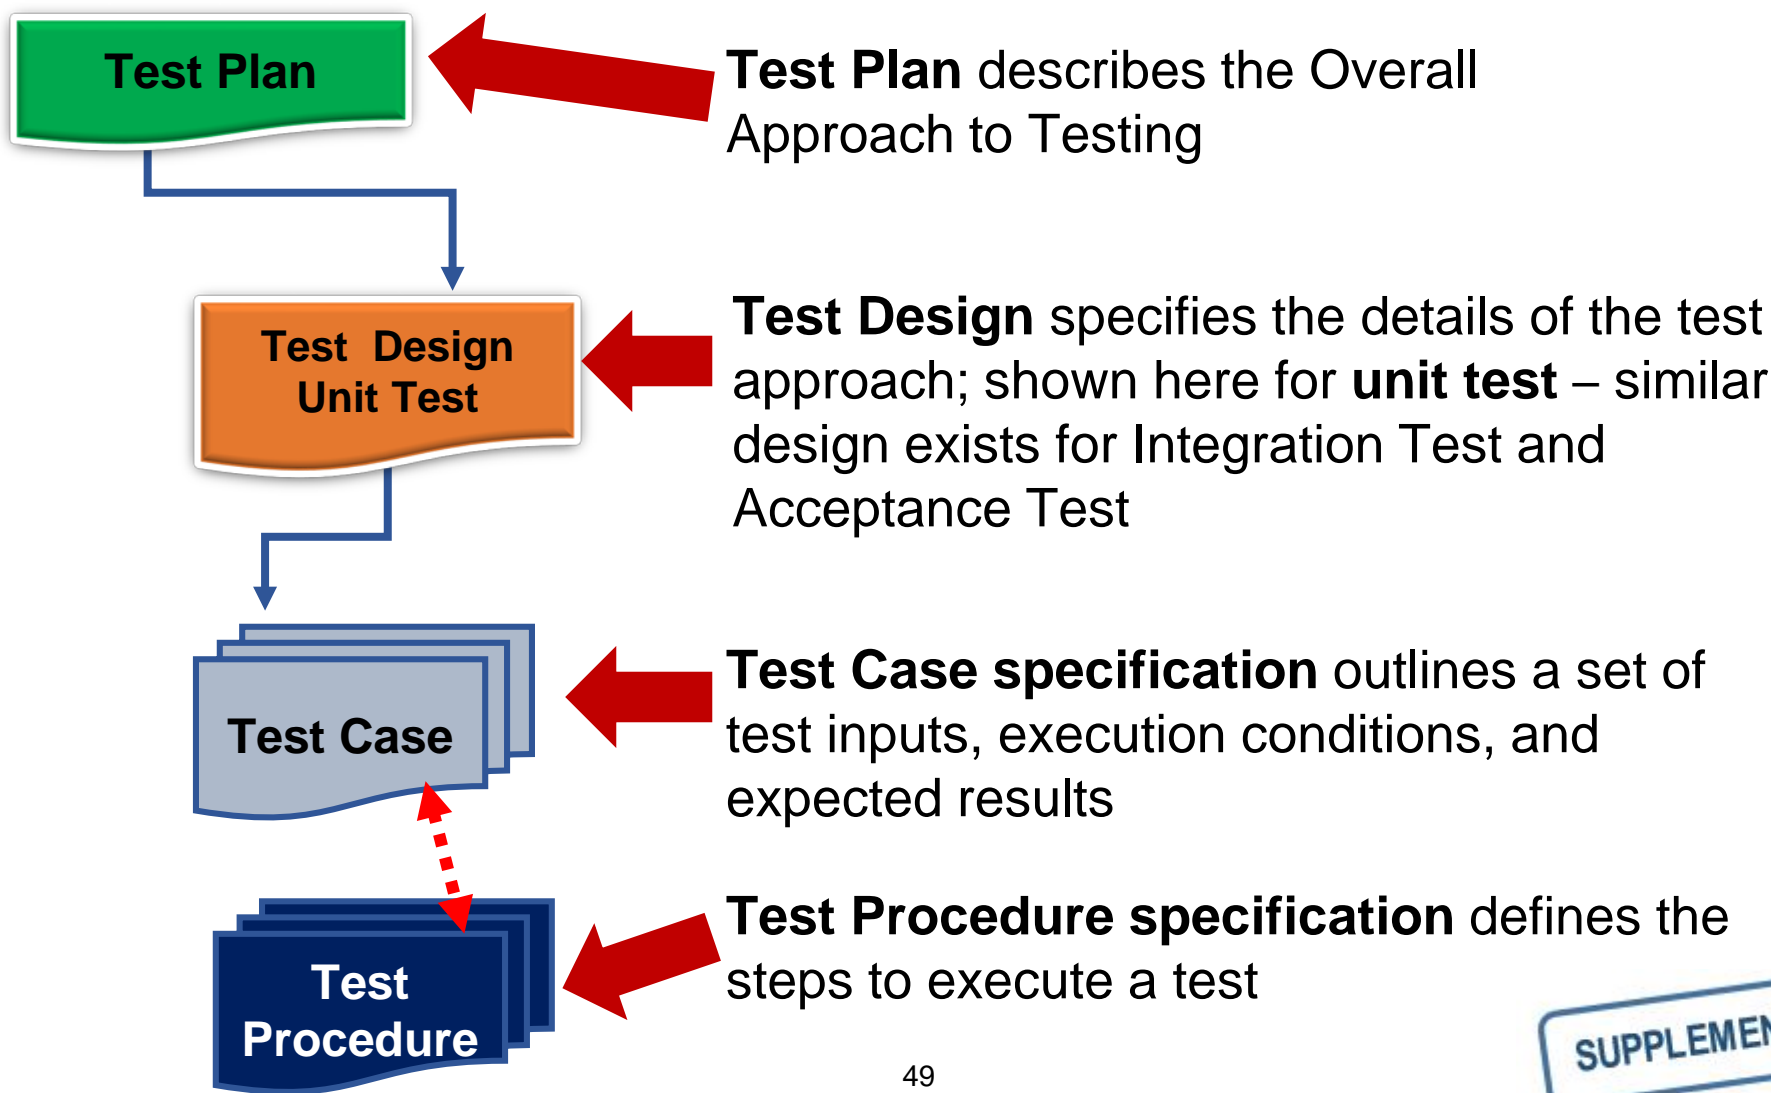 Test Plan
Test Plan describes the Overall
Approach to Testing
Test Design
Unit Test
Test Design specifies the details of the test
approach; shown here for unit test – similar
design exists for Integration Test and
Acceptance Test
Test Case
Test Case specification outlines a set of
test inputs, execution conditions, and
expected results
Test
Procedure
Test Procedure specification defines the
steps to execute a test
49